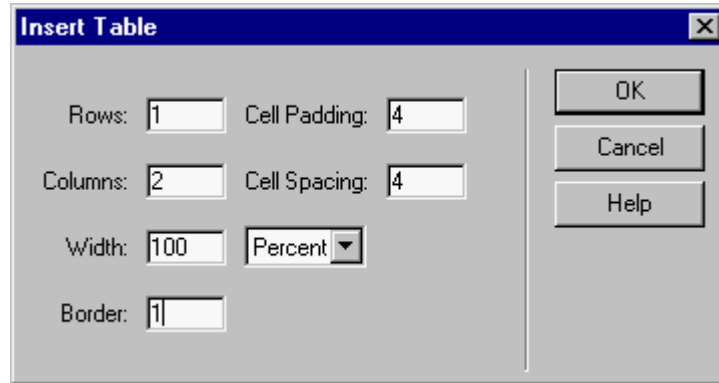 Insert Table
Rows: 1 Cell Padding: 4 OK
Columns: 2 Cell Spacing: 4 Cancel
Width: 100 Percent Help
Border: 1